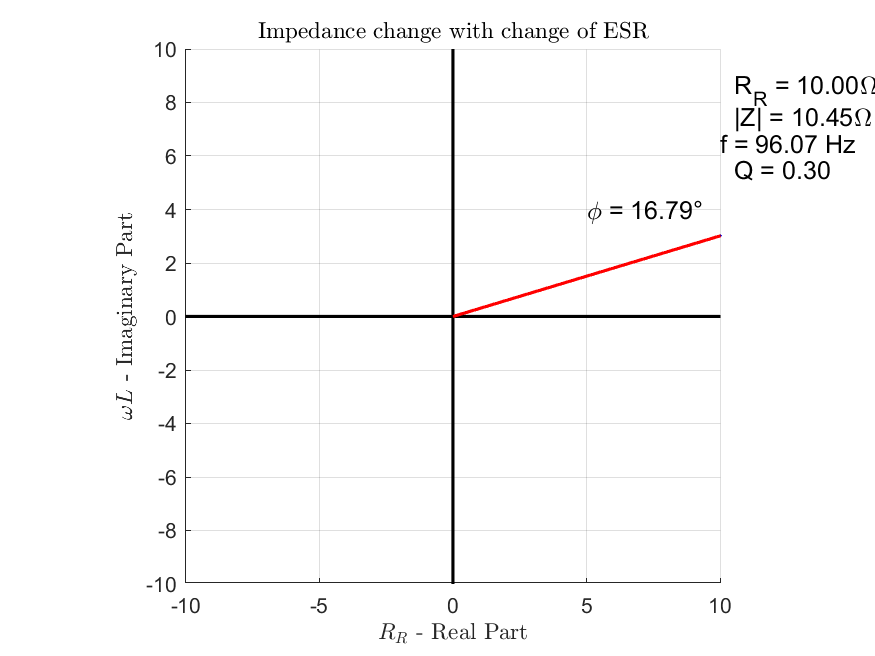 Impedance change with change of ESR
R_R = 10.00Ω
|Z| = 10.45Ω
f = 96.07 Hz
Q = 0.30
ϕ = 16.79°
10
8
6
4
2
0
-2
-4
-6
-8
-10
ωL - Imaginary Part
-10 -5 0 5 10
R_R - Real Part